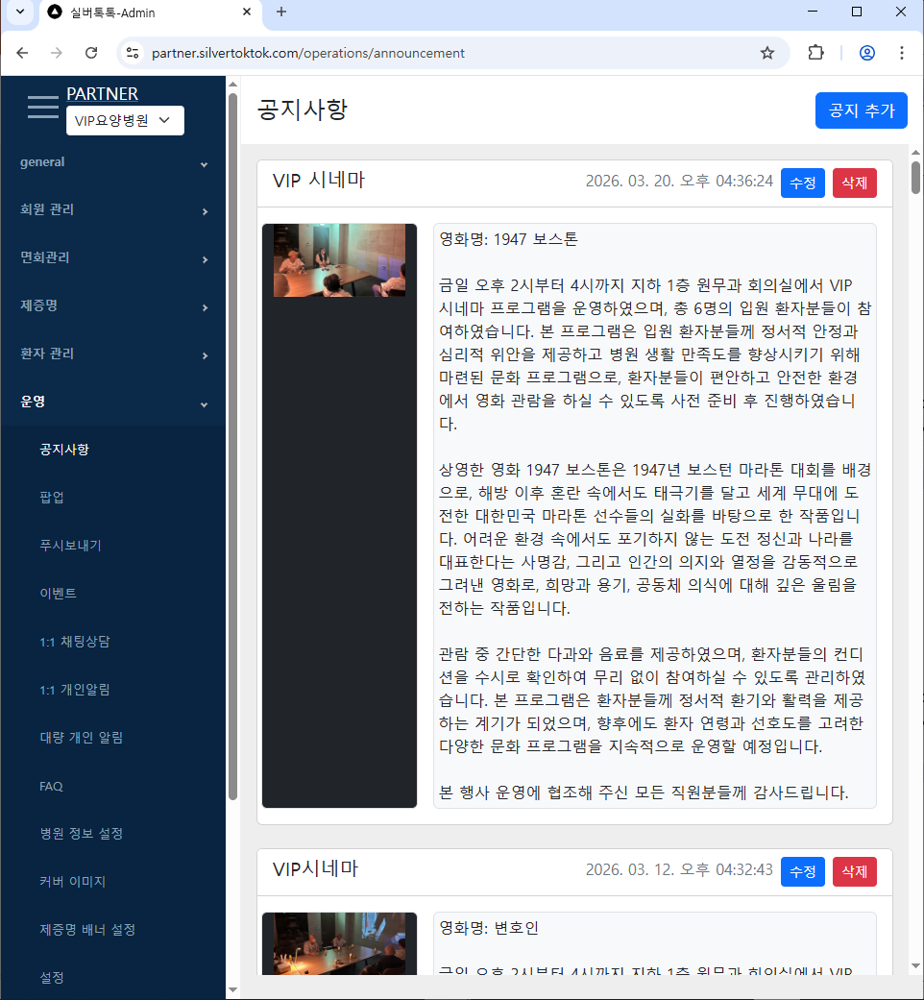 실버톡톡-Admin
partner.silvertoktok.com/operations/announcement
PARTNER
VIP요양병원
general
회원 관리
면회관리
제증명
환자 관리
운영
공지사항
팝업
푸시보내기
이벤트
1:1 채팅상담
1:1 개인알림
대량 개인 알림
FAQ
병원 정보 설정
커버 이미지
제증명 배너 설정
설정
공지사항
공지 추가
VIP 시네마
2026. 03. 20. 오후 04:36:24 수정 삭제
영화명: 1947 보스톤
금일 오후 2시부터 4시까지 지하 1층 원무과 회의실에서 VIP
시네마 프로그램을 운영하였으며, 총 6명의 입원 환자분들이 참
여하였습니다. 본 프로그램은 입원 환자분들께 정서적 안정과
심리적 위안을 제공하고 병원 생활 만족도를 향상시키기 위해
마련된 문화 프로그램으로, 환자분들이 편안하고 안전한 환경
에서 영화 관람을 하실 수 있도록 사전 준비 후 진행하였습니
다.
상영한 영화 1947 보스톤은 1947년 보스턴 마라톤 대회를 배경
으로, 해방 이후 혼란 속에서도 태극기를 달고 세계 무대에 도
전한 대한민국 마라톤 선수들의 실화를 바탕으로 한 작품입니
다. 어려운 환경 속에서도 포기하지 않는 도전 정신과 나라를
대표한다는 사명감, 그리고 인간의 의지와 열정을 감동적으로
그려낸 영화로, 희망과 용기, 공동체 의식에 대해 깊은 울림을
전하는 작품입니다.
관람 중 간단한 다과와 음료를 제공하였으며, 환자분들의 컨디
션을 수시로 확인하여 무리 없이 참여하실 수 있도록 관리하였
습니다. 본 프로그램은 환자분들께 정서적 환기와 활력을 제공
하는 계기가 되었으며, 향후에도 환자 연령과 선호도를 고려한
다양한 문화 프로그램을 지속적으로 운영할 예정입니다.
본 행사 운영에 협조해 주신 모든 직원분들께 감사드립니다.
VIP시네마
2026. 03. 12. 오후 04:32:43 수정 삭제
영화명: 변호인
금일 오후 2시부터 4시까지 지하 1층 원무과 회의실에서 VIP